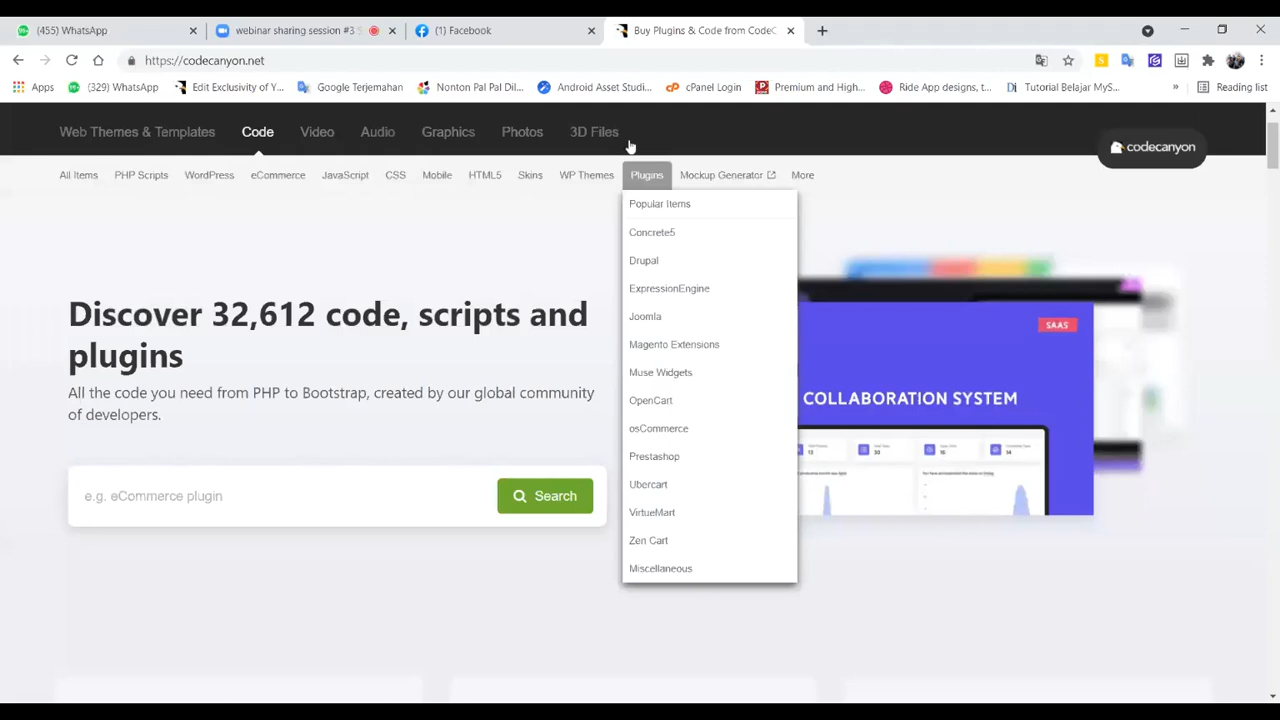 (455) WhatsApp
webinar sharing session #3
(1) Facebook
Buy Plugins & Code from CodeC
https://codecanyon.net
Apps
(329) WhatsApp
Edit Exclusivity of Y...
Google Terjemahan
Nonton Pal Pal Dil...
Android Asset Studi...
cPanel Login
Premium and High...
Ride App designs, t...
Tutorial Belajar MyS...
»
Reading list
Web Themes & Templates
Code
Video
Audio
Graphics
Photos
3D Files
codecanyon
All Items
PHP Scripts
WordPress
eCommerce
JavaScript
CSS
Mobile
HTML5
Skins
WP Themes
Plugins
Mockup Generator
More
Popular Items
Concrete5
Drupal
ExpressionEngine
Joomla
Magento Extensions
Muse Widgets
OpenCart
osCommerce
Prestashop
Ubercart
VirtueMart
Zen Cart
Miscellaneous
Discover 32,612 code, scripts and
plugins
All the code you need from PHP to Bootstrap, created by our global community
of developers.
e.g. eCommerce plugin
Search
SAAS
COLLABORATION SYSTEM